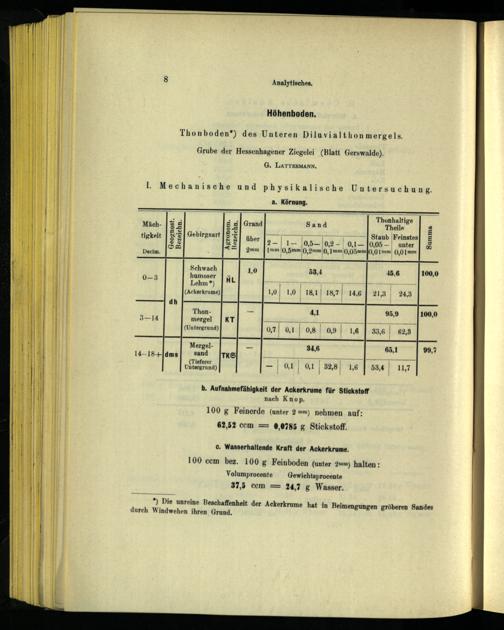 8
Analytisches.
Höhenboden.
Thonboden*) des Unteren Diluvialthonmergels.
Grube der Hessenhagener Ziegelei (Blatt Gerswalde).
G. LATTERMANN.
I. Mechanische und physikalische Untersuchung.
a. Körnung.
Mäch-
tigkeit
Decim.
Geognost.
Bezeichn.
Gebirgsart
Agronom.
Bezeichn.
Grand
über
2mm
Sand
2— 1— 0,5— 0,2— 0,1—
1mm 0,5mm 0,2mm 0,1mm 0,05mm
Thonhaltige
Theile
Staub Feinstes
0,05— unter
0,01mm 0,01mm
Summa
0—3
dh
Schwach
humoser
Lehm*)
(Ackerkrume)
ĤL
1,0 53,4 45,6 100,0
1,0 1,0 18,1 18,7 14,6 21,3 24,3
3—14
Thon-
mergel
(Untergrund)
KT
— 4,1 95,9 100,0
0,7 0,1 0,8 0,9 1,6 33,6 62,3
14—18+ dms
Mergel-
sand
(Tieferer
Untergrund)
— 34,6 65,1 99,7
— 0,1 0,1 32,8 1,6 53,4 11,7
b. Aufnahmefähigkeit der Ackerkrume für Stickstoff
nach Knop.
100 g Feinerde (unter 2mm) nehmen auf:
62,52 ccm = 0,0785 g Stickstoff.
c. Wasserhaltende Kraft der Ackerkrume.
100 ccm bez. 100 g Feinboden (unter 2mm) halten:
Volumprocente Gewichtsprocente
37,5 ccm = 24,7 g Wasser.
*) Die unreine Beschaffenheit der Ackerkrume hat in Beimengungen gröberen Sandes
durch Windwehen ihren Grund.